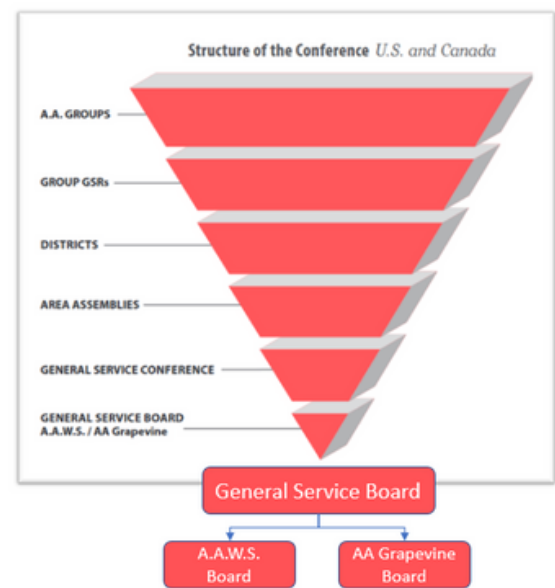 Structure of the Conference U.S. and Canada
A.A. GROUPS
GROUP GSRs
DISTRICTS
AREA ASSEMBLIES
GENERAL SERVICE CONFERENCE
GENERAL SERVICE BOARD
A.A.W.S. / AA Grapevine
General Service Board
A.A.W.S.
Board
AA Grapevine
Board